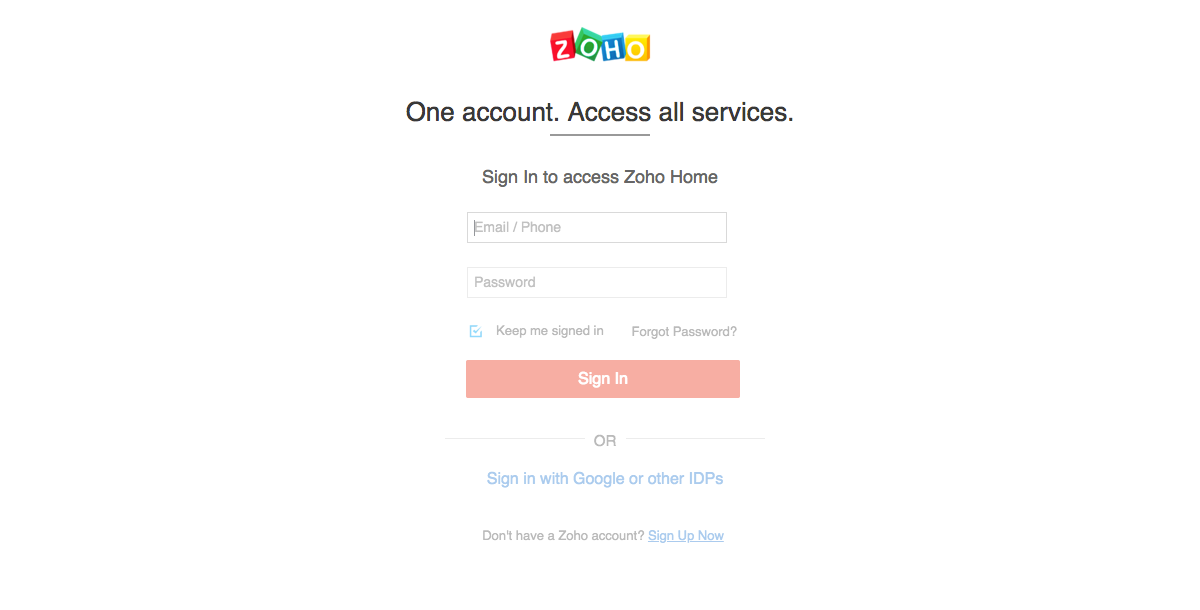 ZOHO
One account. Access all services.
Sign In to access Zoho Home
Email / Phone
Password
Keep me signed in Forgot Password?
Sign In
OR
Sign in with Google or other IDPs
Don't have a Zoho account? Sign Up Now